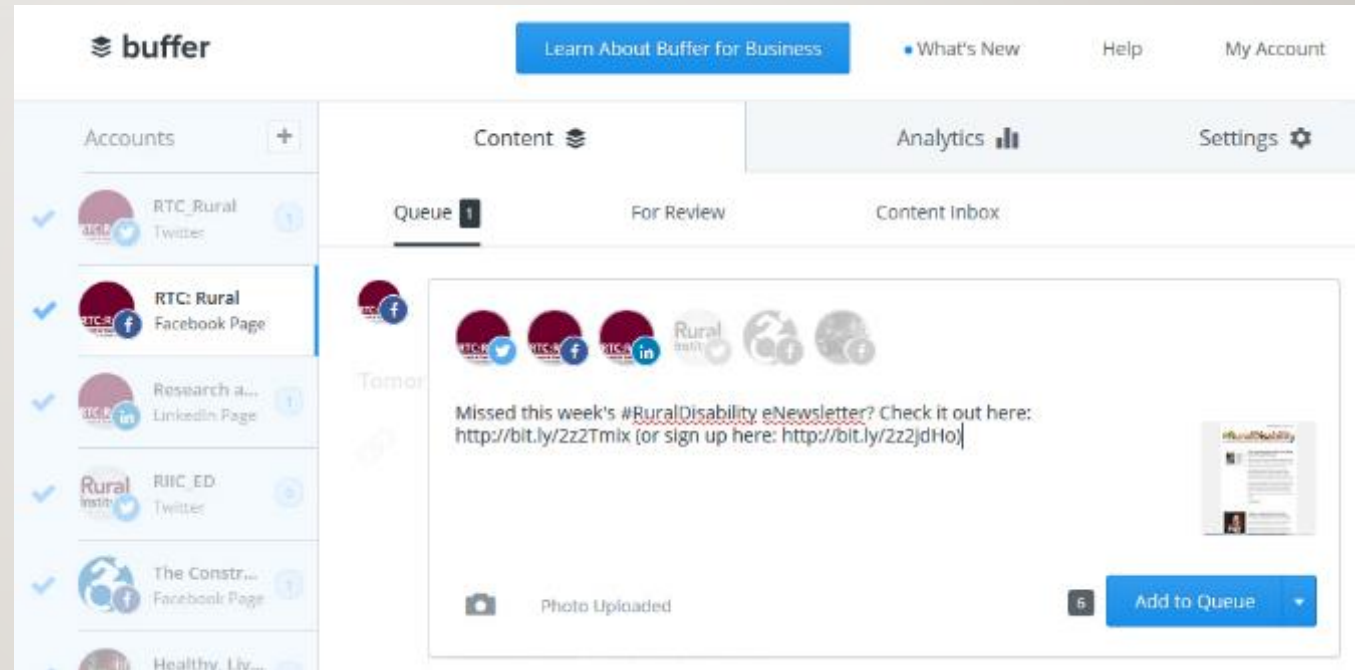 buffer
Learn About Buffer for Business
What's New
Help
My Account
Accounts
+
Content
Analytics
Settings
RTC_Rural
Twitter
1
RTC: Rural
Facebook Page
Research a...
LinkedIn Page
1
Rural
RIIC_ED
Twitter
0
The Constr...
Facebook Page
1
Healthy, Liv...
Queue 1
For Review
Content Inbox
Rural
Tomor
Missed this week's #RuralDisability eNewsletter? Check it out here:
http://bit.ly/2z2Tmix (or sign up here: http://bit.ly/2z2jdHo)
#RuralDisability
Photo Uploaded
6
Add to Queue